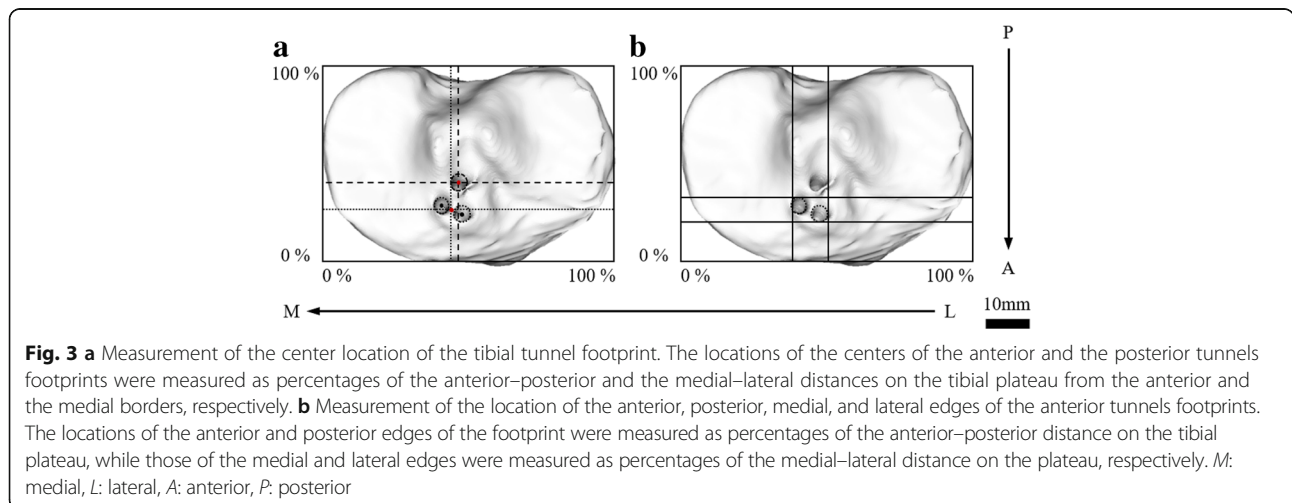 a b P
100 % 100 %
0 % 0 % A
0 % 100 % 0 % 100 %
M L 10mm
Fig. 3 a Measurement of the center location of the tibial tunnel footprint. The locations of the centers of the anterior and the posterior tunnels
footprints were measured as percentages of the anterior–posterior and the medial–lateral distances on the tibial plateau from the anterior and
the medial borders, respectively. b Measurement of the location of the anterior, posterior, medial, and lateral edges of the anterior tunnels footprints.
The locations of the anterior and posterior edges of the footprint were measured as percentages of the anterior–posterior distance on the tibial
plateau, while those of the medial and lateral edges were measured as percentages of the medial–lateral distance on the plateau, respectively. M:
medial, L: lateral, A: anterior, P: posterior